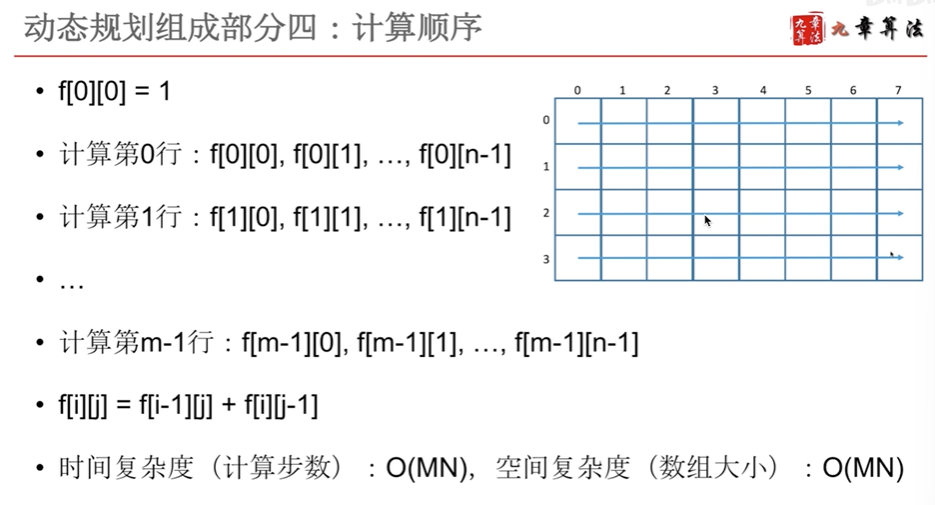 动态规划组成部分四：计算顺序
九章算法
九章算法
• f[0][0] = 1
• 计算第0行：f[0][0], f[0][1], …, f[0][n-1]
• 计算第1行：f[1][0], f[1][1], …, f[1][n-1]
• …
• 计算第m-1行：f[m-1][0], f[m-1][1], …, f[m-1][n-1]
• f[i][j] = f[i-1][j] + f[i][j-1]
• 时间复杂度（计算步数）：O(MN)，空间复杂度（数组大小）：O(MN)
0 1 2 3 4 5 6 7
0
1
2
3